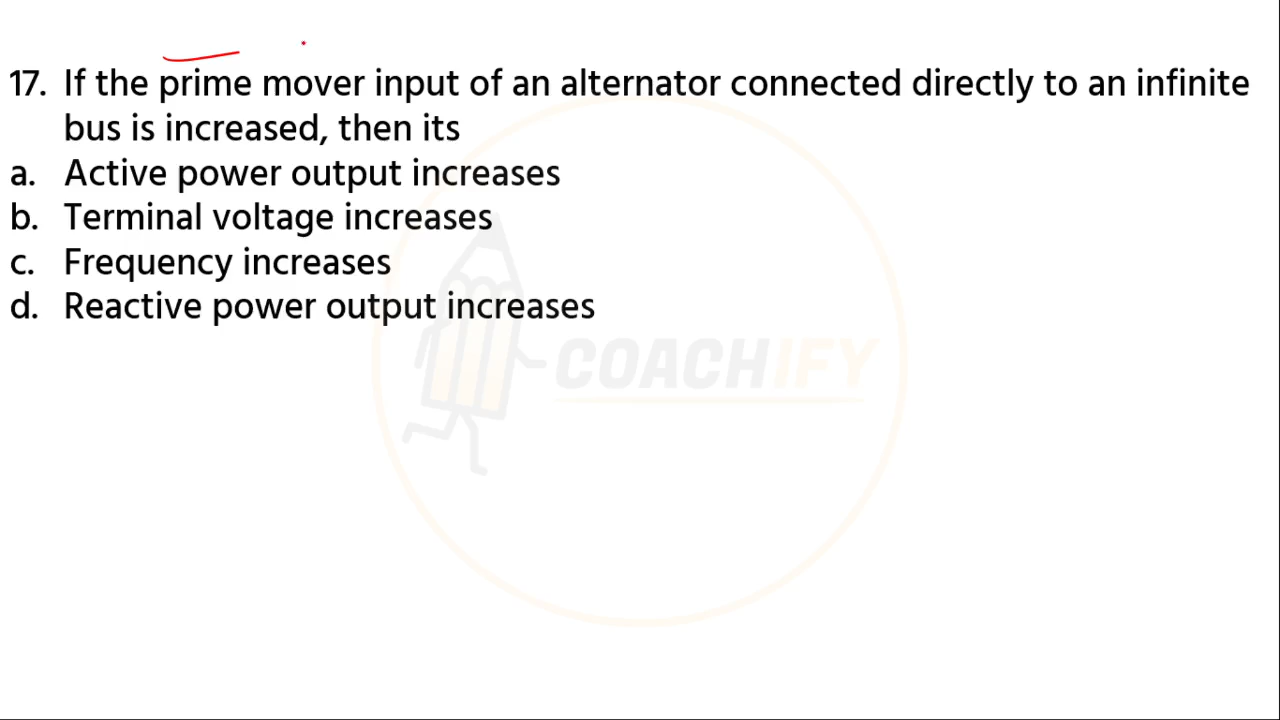 17. If the prime mover input of an alternator connected directly to an infinite
bus is increased, then its
a. Active power output increases
b. Terminal voltage increases
c. Frequency increases
d. Reactive power output increases
COACHIFY